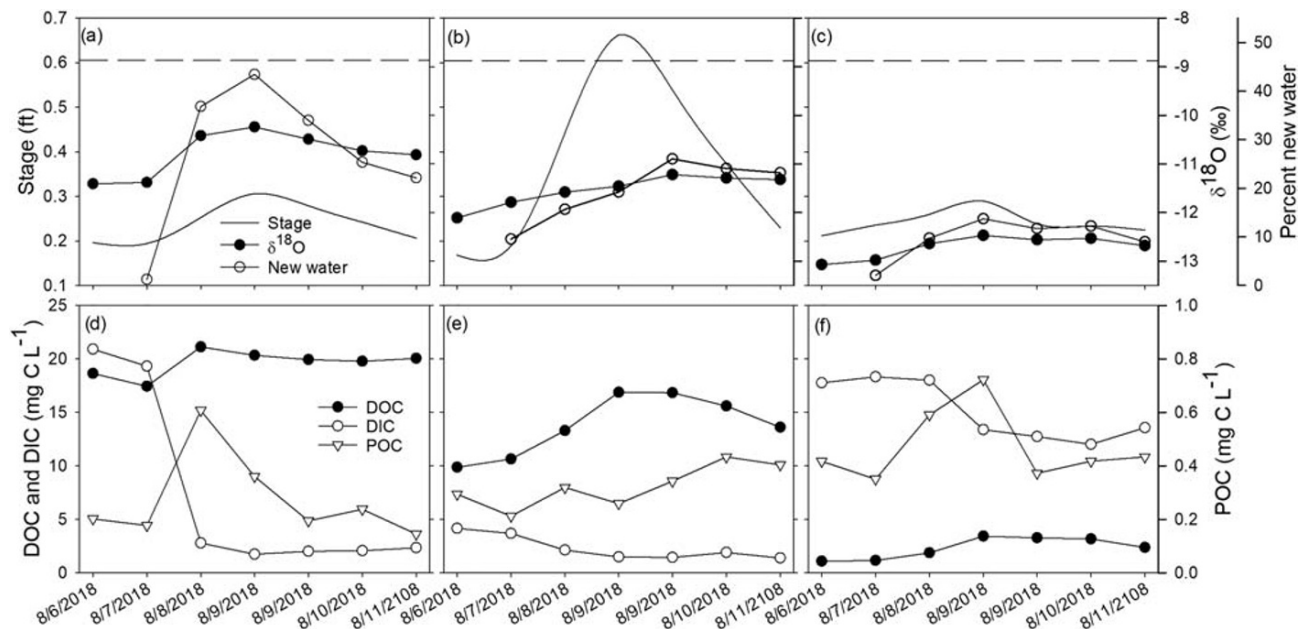 (a)
(b)
(c)
0.7
0.6
0.5
0.4
0.3
0.2
0.1
Stage (ft)
Stage
δ18O
New water
-8
-9
-10
-11
-12
-13
δ18O (‰)
50
40
30
20
10
0
Percent new water
(d)
(e)
(f)
25
20
15
10
5
0
DOC and DIC (mg C L-1)
DOC
DIC
POC
1.0
0.8
0.6
0.4
0.2
0.0
POC (mg C L-1)
8/6/2018 8/7/2018 8/8/2018 8/9/2018 8/9/2018 8/10/2018 8/11/2108
8/6/2018 8/7/2018 8/8/2018 8/9/2018 8/9/2018 8/10/2018 8/11/2108
8/6/2018 8/7/2018 8/8/2018 8/9/2018 8/9/2018 8/10/2018 8/11/2108